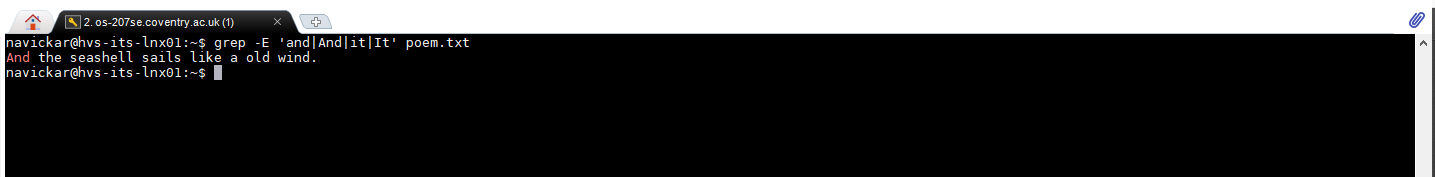 2. os-207se.coventry.ac.uk (1)
navickar@hvs-its-lnx01:~$ grep -E 'and|And|it|It' poem.txt
And the seashell sails like a old wind.
navickar@hvs-its-lnx01:~$